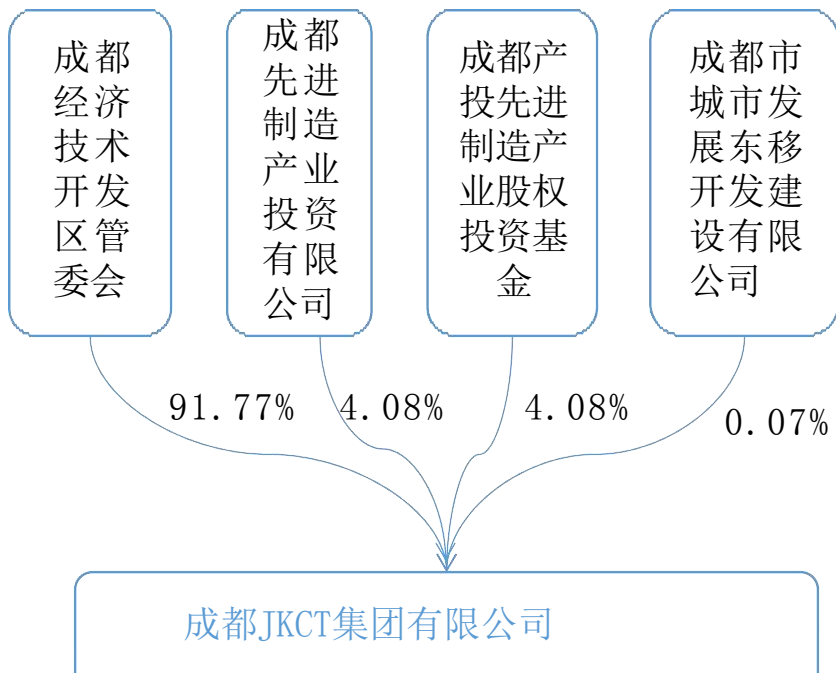 成都
经济
技术
开发
区管
委会
成都
先进
制造
产业
投资
有限
公司
成都产
投先进
制造产
业股权
投资基
金
成都市
城市发
展东移
开发建
设有限
公司
91.77%
4.08%
4.08%
0.07%
成都JKCT集团有限公司